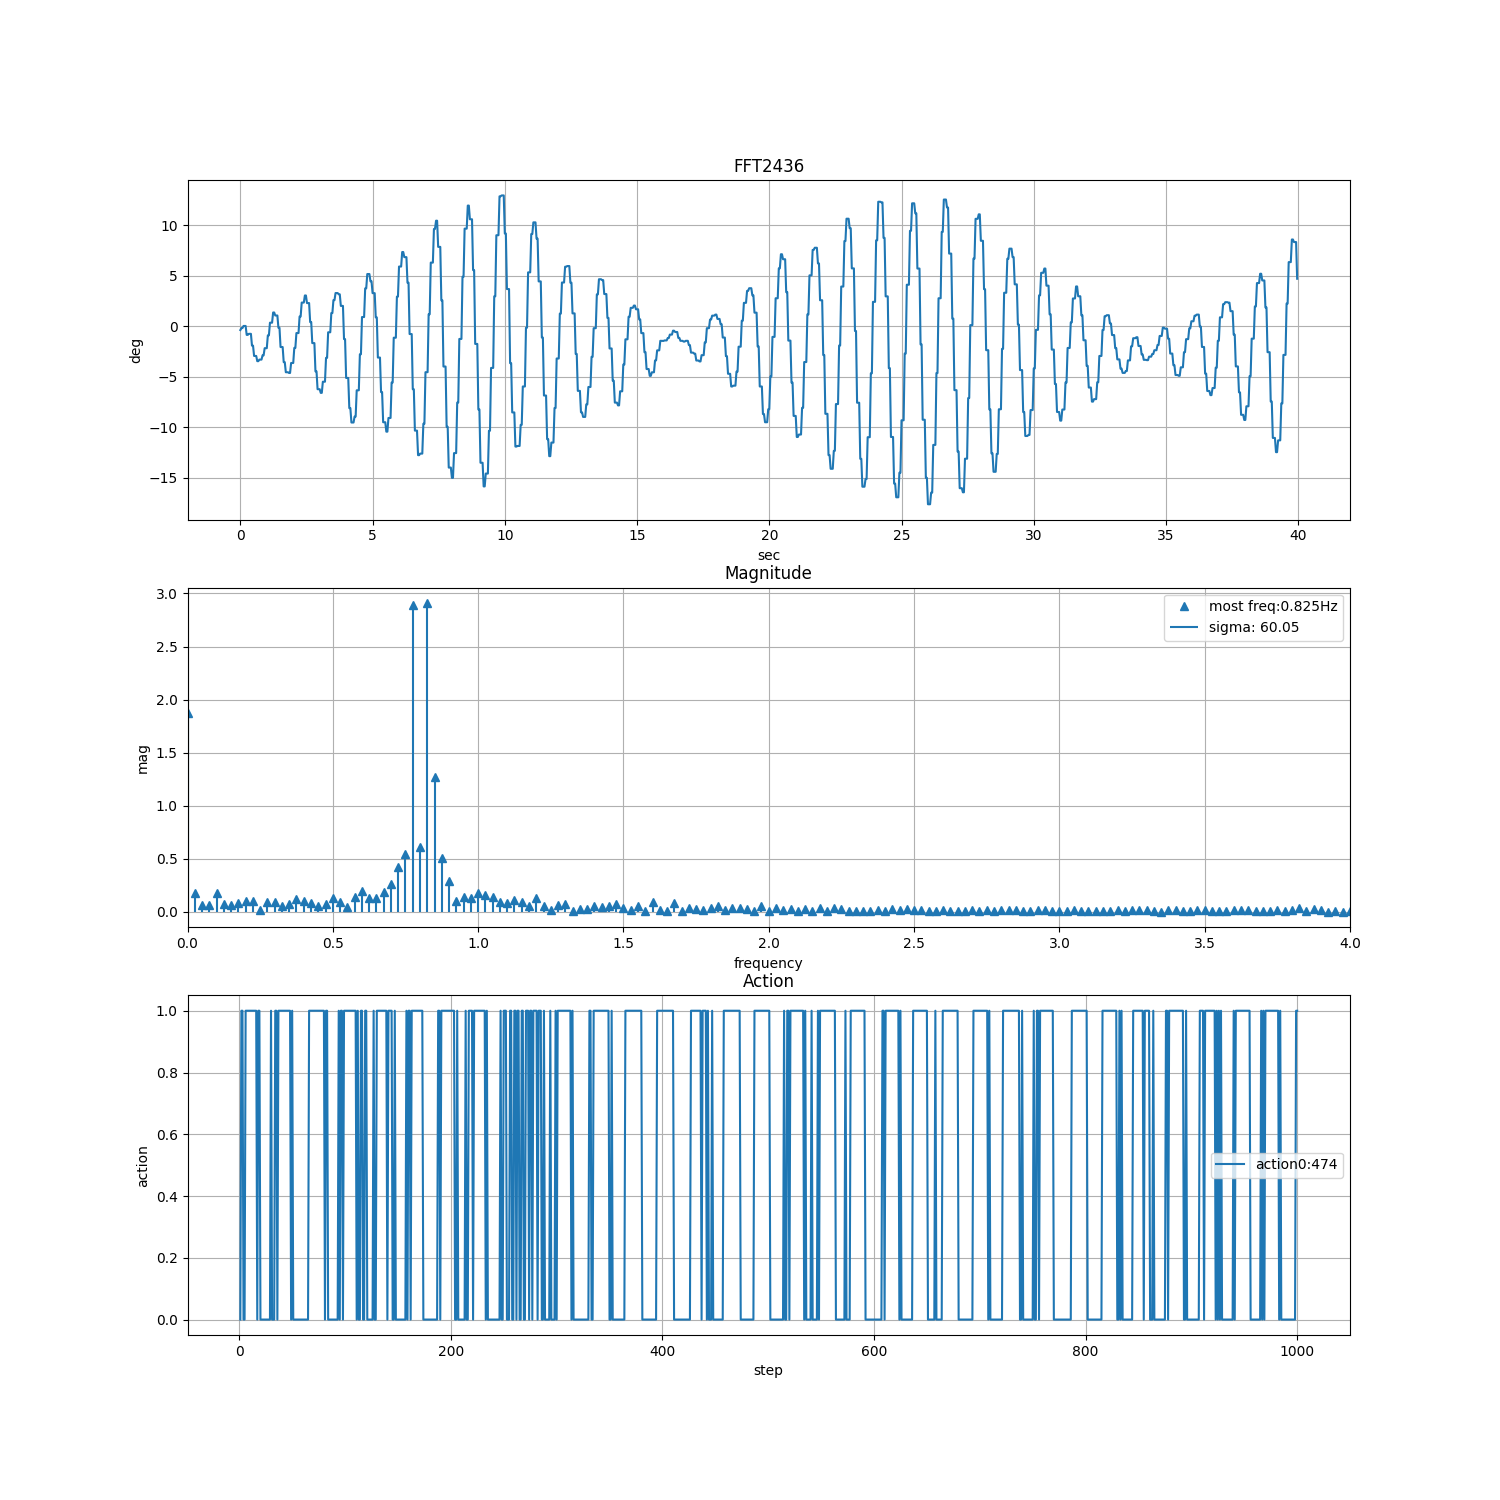 FFT2436
10
5
0
−5
−10
−15
deg
0 5 10 15 20 25 30 35 40
sec
Magnitude
3.0
2.5
2.0
1.5
1.0
0.5
0.0
mag
most freq:0.825Hz
sigma: 60.05
0.0 0.5 1.0 1.5 2.0 2.5 3.0 3.5 4.0
frequency
Action
1.0
0.8
0.6
0.4
0.2
0.0
action
action0:474
0 200 400 600 800 1000
step